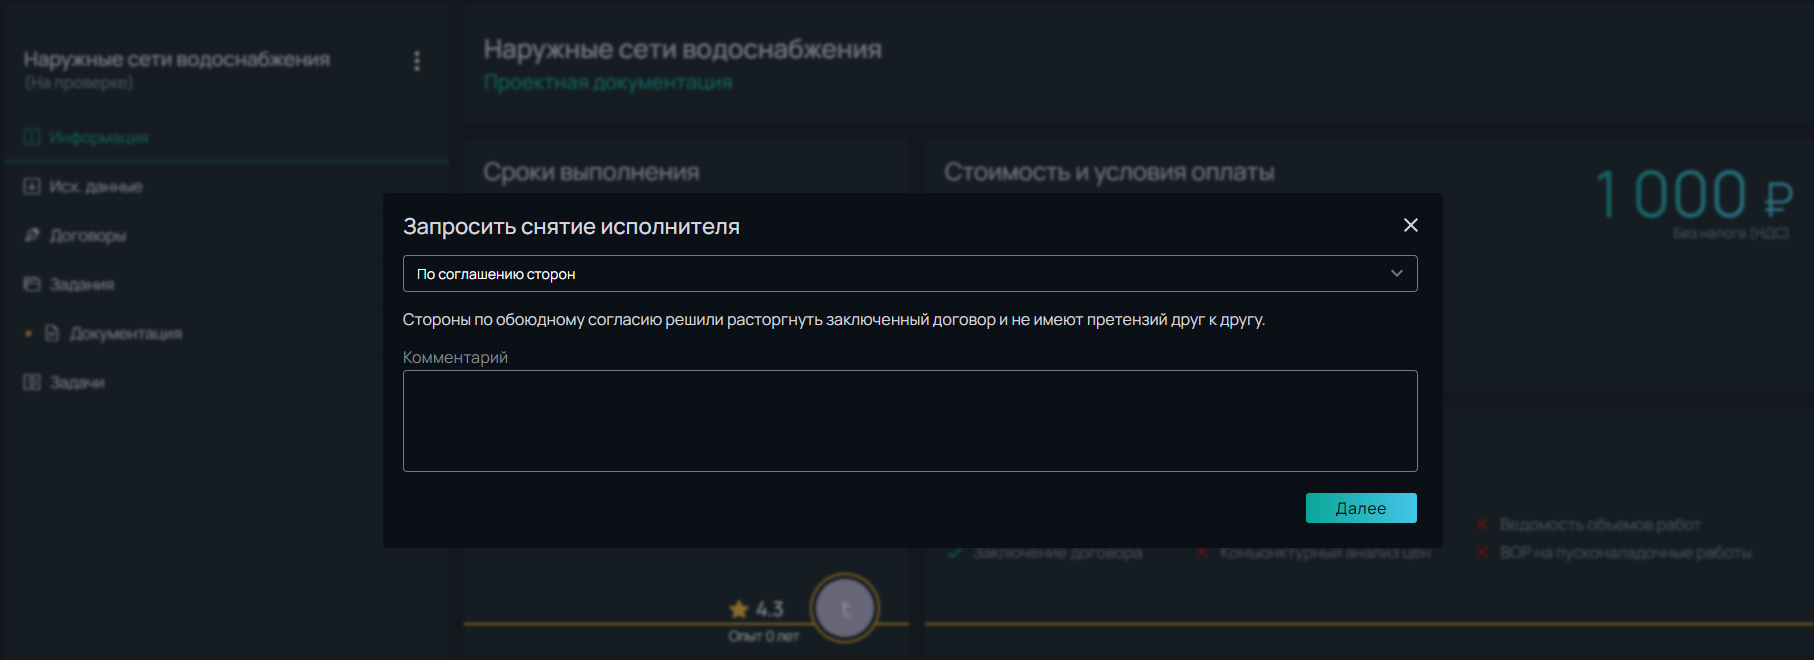 Наружные сети водоснабжения
(На проверке)
Информация
Исх. данные
Договоры
Задания
Документация
Задачи
Наружные сети водоснабжения
Проектная документация
Сроки выполнения
Стоимость и условия оплаты
1 000 ₽
Без налога (НДС)
Запросить снятие исполнителя
По соглашению сторон
Стороны по обоюдному согласию решили расторгнуть заключенный договор и не имеют претензий друг к другу.
Комментарий
Далее
Ведомость объемов работ
Заключение договора
Конъюнктурный анализ цен
ВОР на пусконаладочные работы
4.3
t
Опыт 0 лет